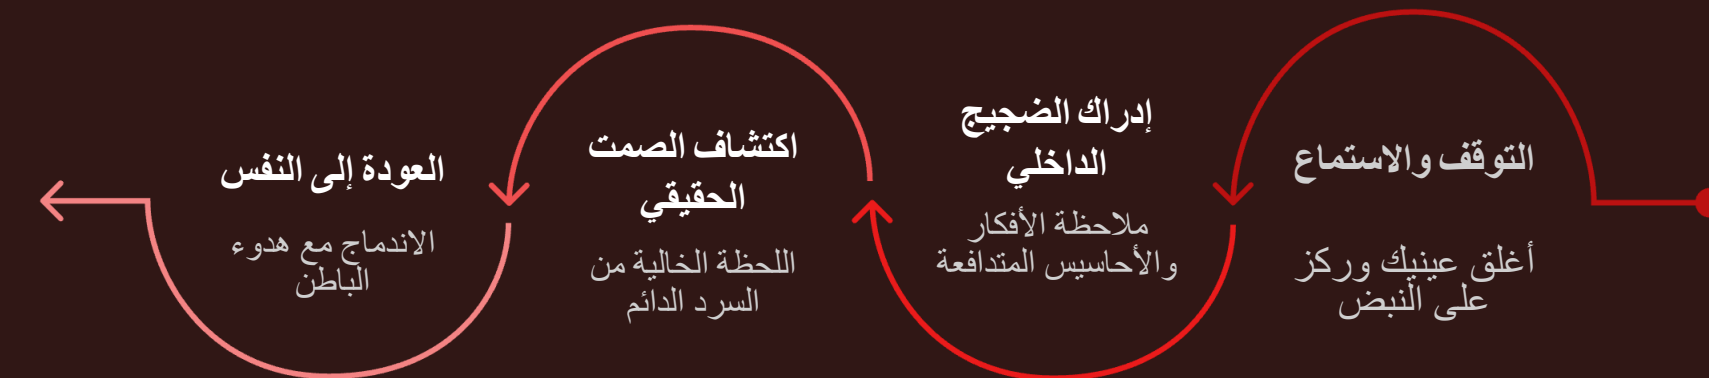 التوقف والاستماع
أغلق عينيك وركز
على النبض
إدراك الضجيج
الداخلي
ملاحظة الأفكار
والأحاسيس المتدافعة
اكتشاف الصمت
الحقيقي
اللحظة الخالية من
السرد الدائم
العودة إلى النفس
الاندماج مع هدوء
الباطن